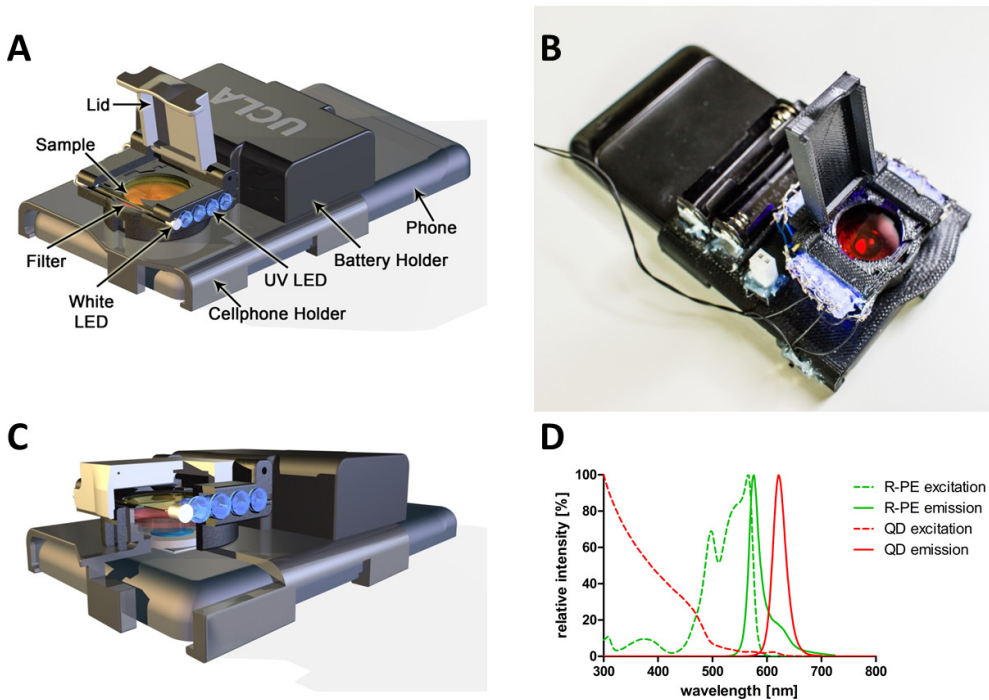 A
Lid
UCLA
Sample
Filter
White
LED
UV LED
Cellphone Holder
Battery Holder
Phone
B
C
D
relative intensity [%]
100
80
60
40
20
0
300
400
500
600
700
800
wavelength [nm]
R-PE excitation
R-PE emission
QD excitation
QD emission